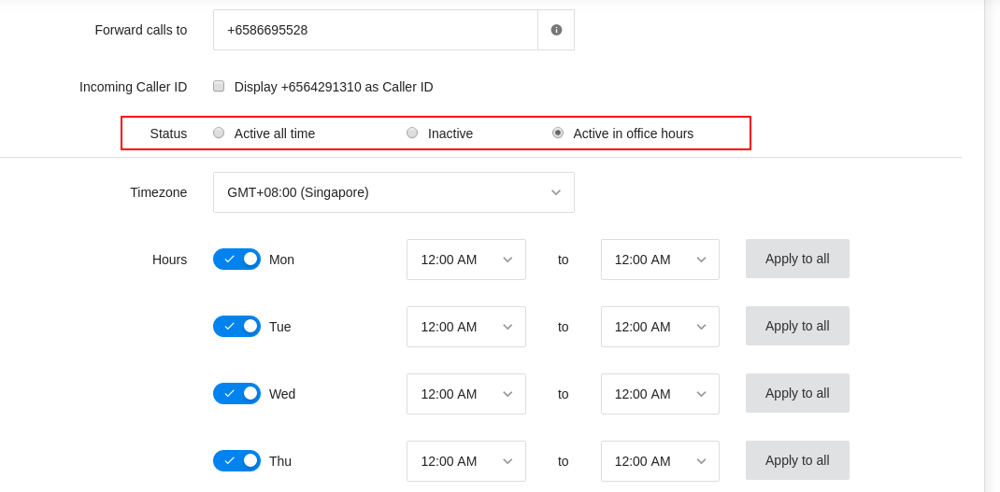 Forward calls to +6586695528
Incoming Caller ID Display +6564291310 as Caller ID
Status Active all time Inactive Active in office hours
Timezone GMT+08:00 (Singapore)
Hours Mon 12:00 AM to 12:00 AM Apply to all
Tue 12:00 AM to 12:00 AM Apply to all
Wed 12:00 AM to 12:00 AM Apply to all
Thu 12:00 AM to 12:00 AM Apply to all